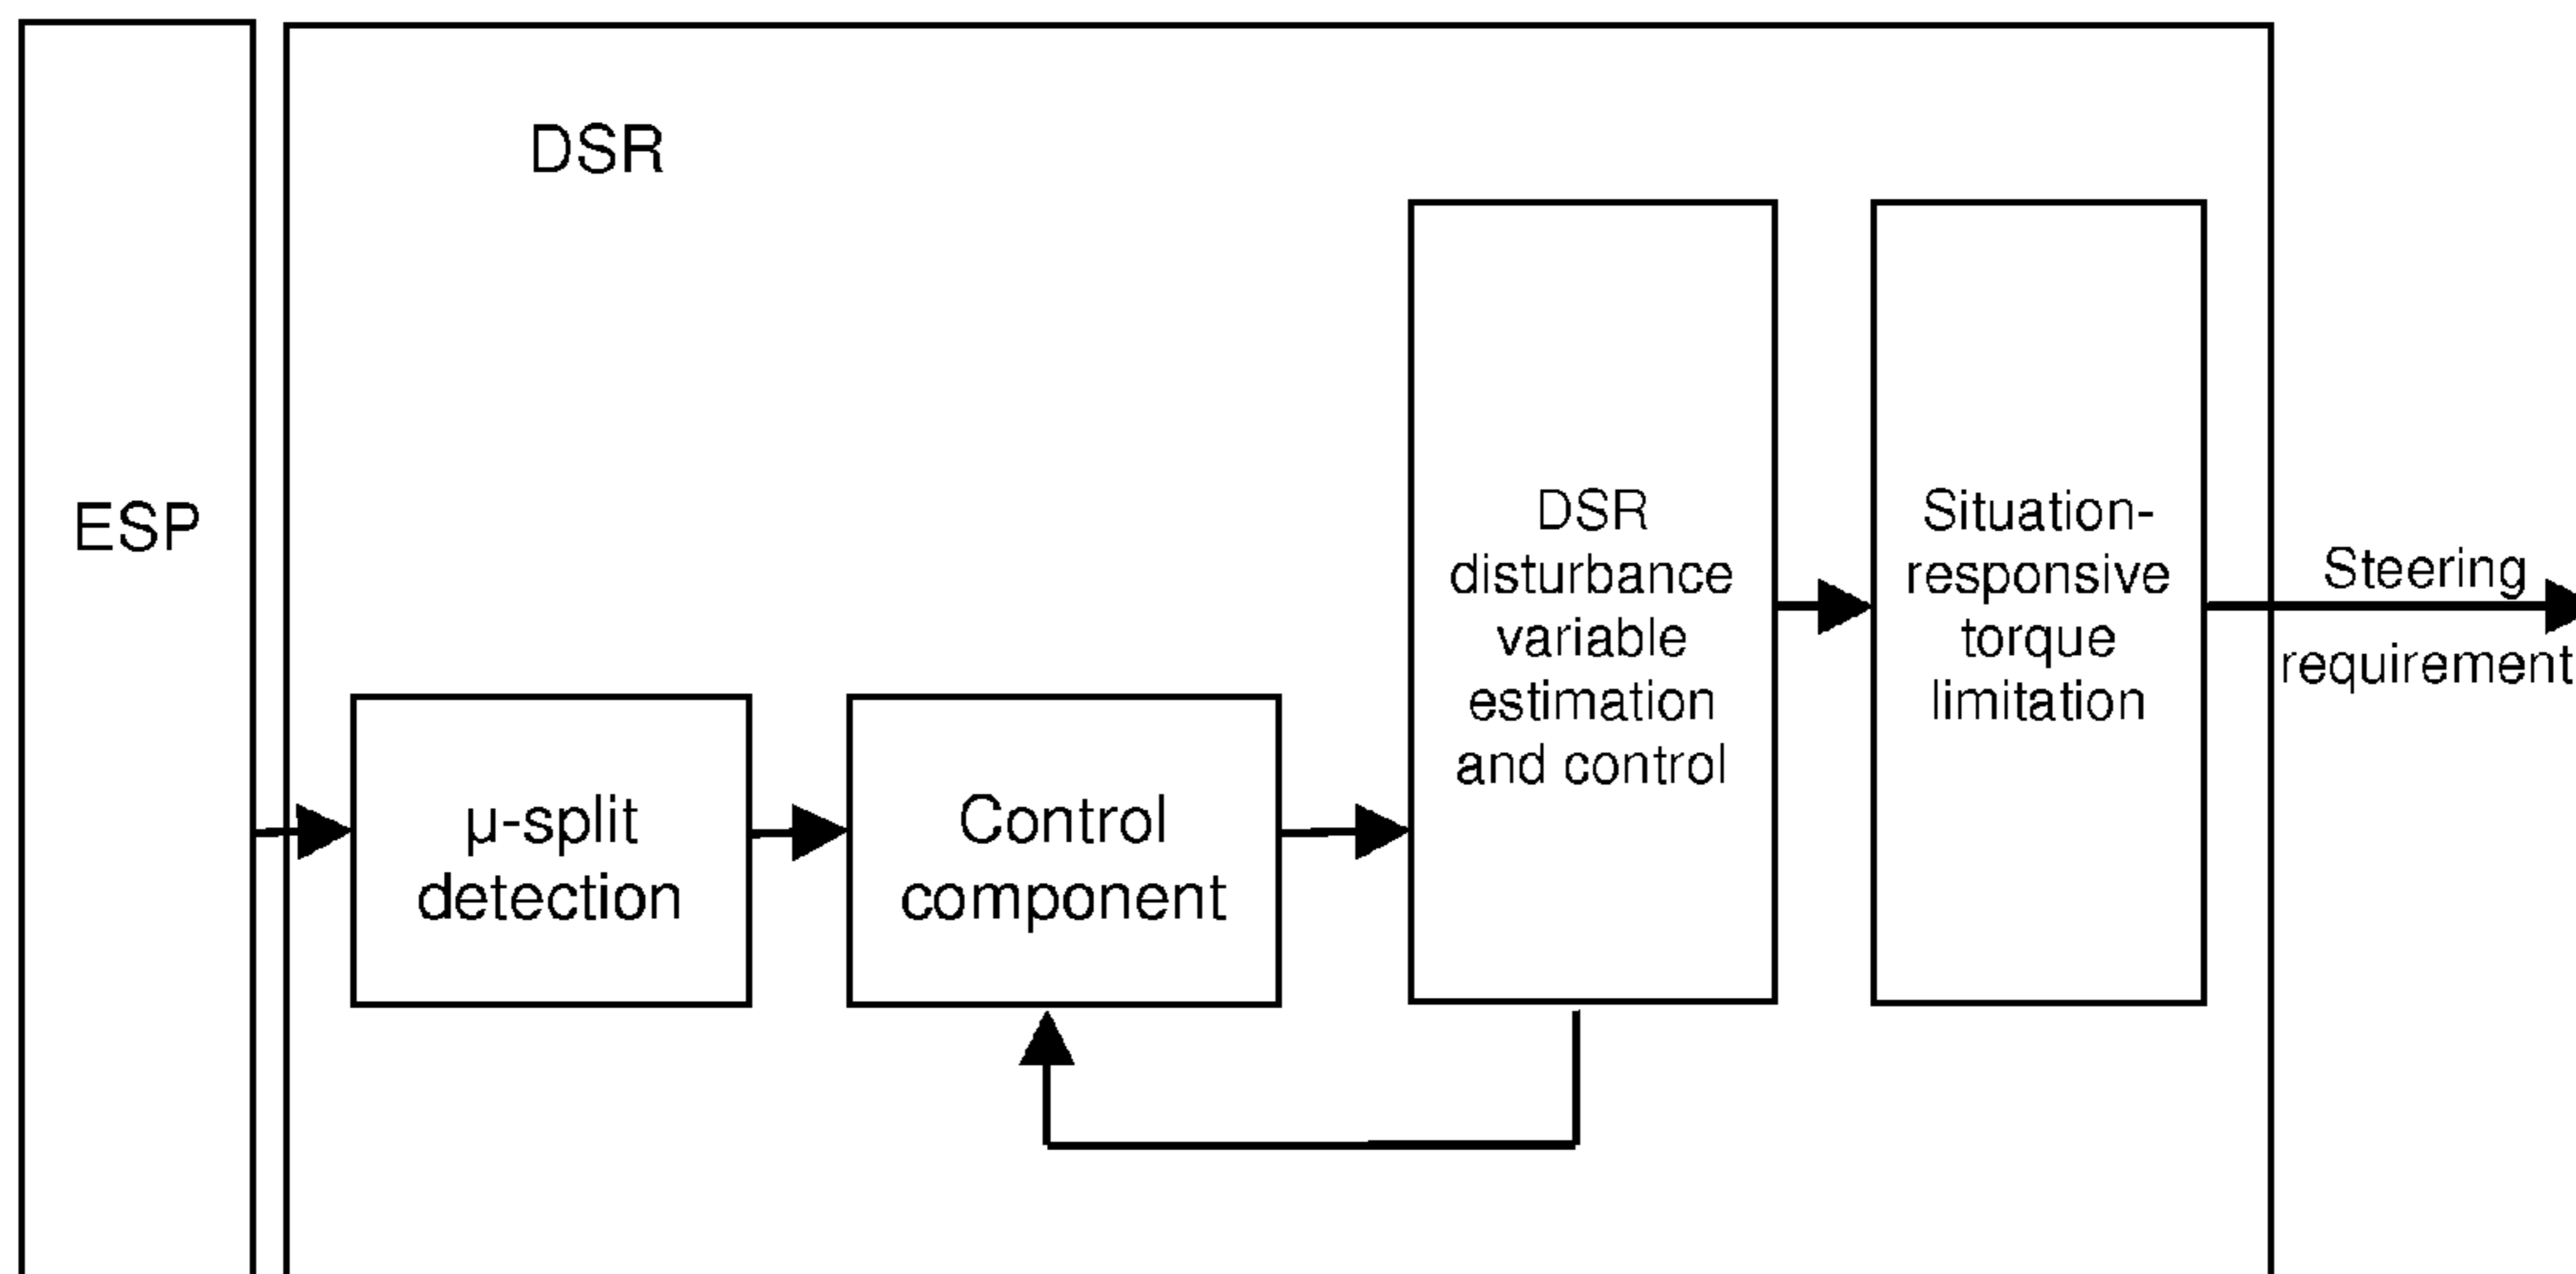 DSR
ESP
µ-split
detection
Control
component
DSR
disturbance
variable
estimation
and control
Situation-
responsive
torque
limitation
Steering
requirement